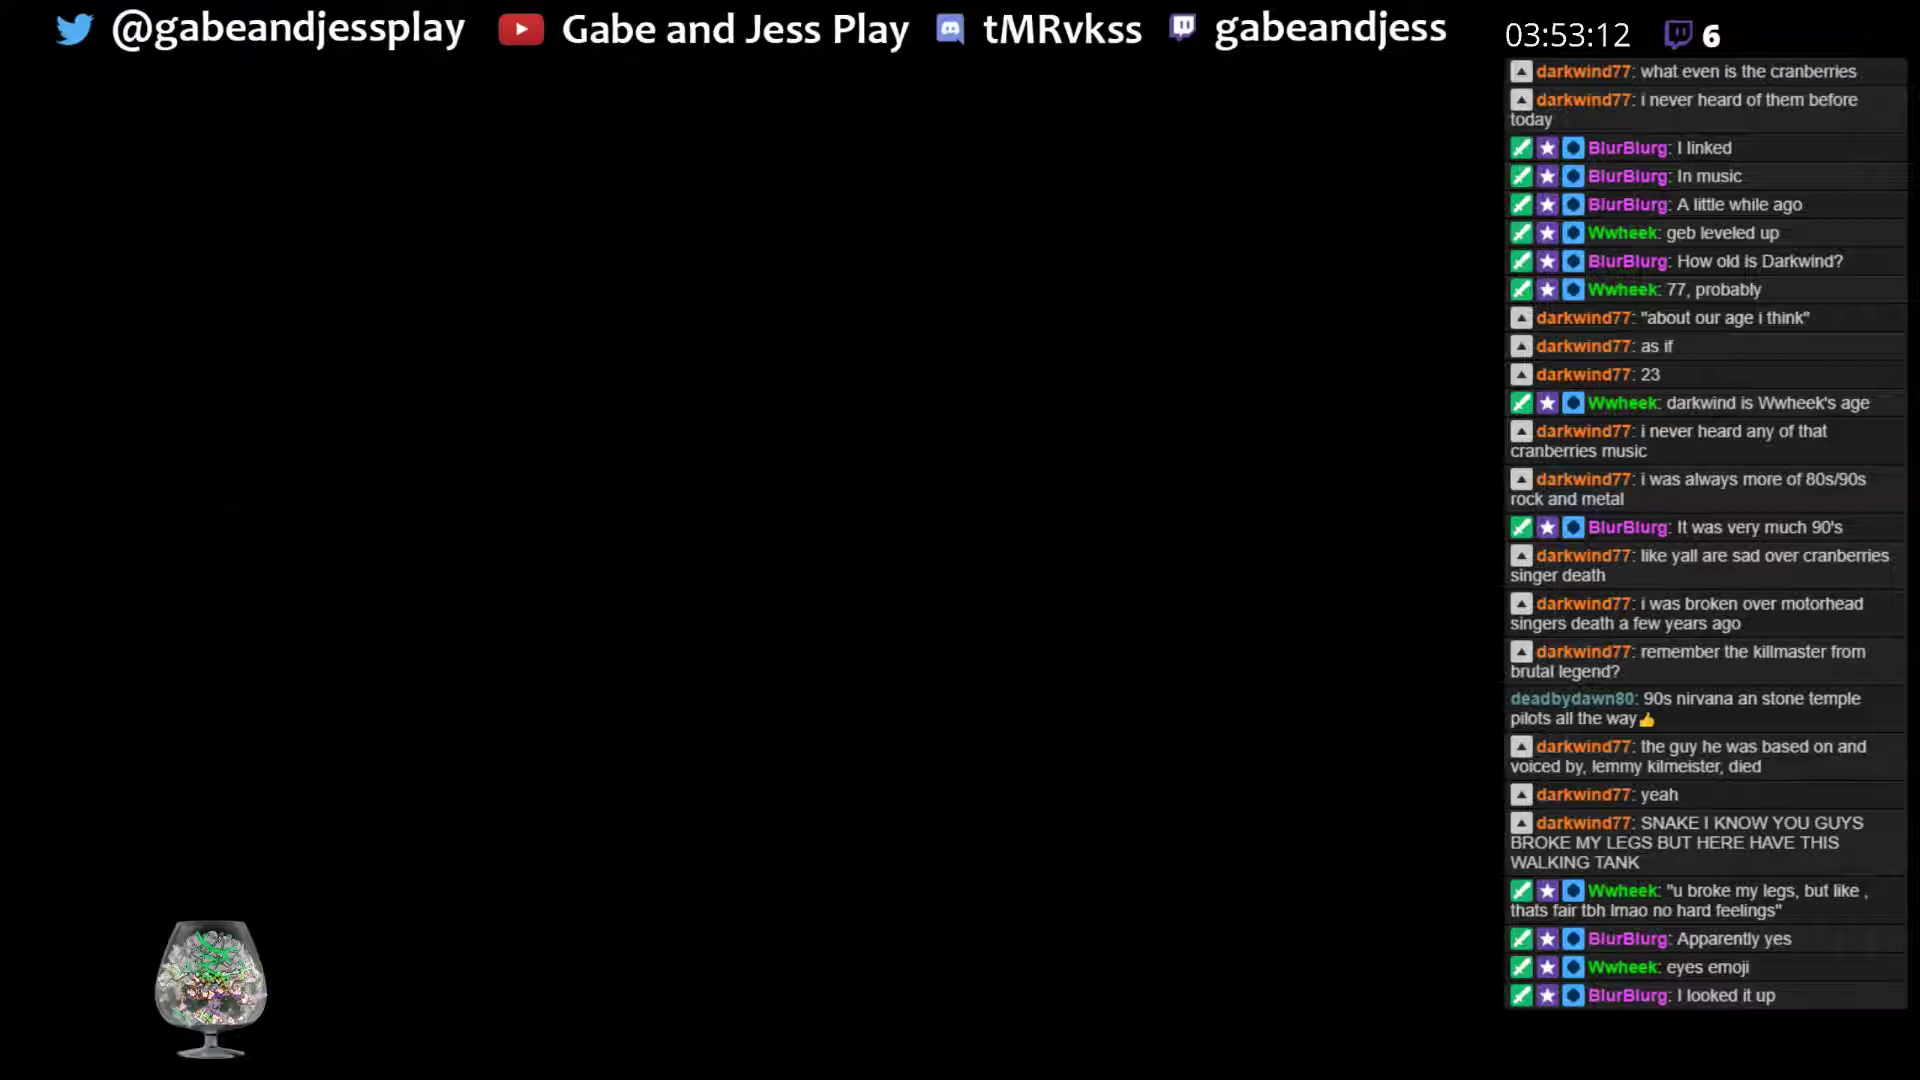 @gabeandjessplay Gabe and Jess Play tMRvkss gabeandjess 03:53:12 6
darkwind77: what even is the cranberries
darkwind77: i never heard of them before
today
BlurBlurg: I linked
BlurBlurg: In music
BlurBlurg: A little while ago
Wwheek: geb leveled up
BlurBlurg: How old is Darkwind?
Wwheek: 77, probably
darkwind77: "about our age i think"
darkwind77: as if
darkwind77: 23
Wwheek: darkwind is Wwheek's age
darkwind77: i never heard any of that
cranberries music
darkwind77: i was always more of 80s/90s
rock and metal
BlurBlurg: It was very much 90's
darkwind77: like yall are sad over cranberries
singer death
darkwind77: i was broken over motorhead
singers death a few years ago
darkwind77: remember the killmaster from
brutal legend?
deadbydawn80: 90s nirvana an stone temple
pilots all the way👍
darkwind77: the guy he was based on and
voiced by, lemmy kilmeister, died
darkwind77: yeah
darkwind77: SNAKE I KNOW YOU GUYS
BROKE MY LEGS BUT HERE HAVE THIS
WALKING TANK
Wwheek: "u broke my legs, but like ,
thats fair tbh lmao no hard feelings"
BlurBlurg: Apparently yes
Wwheek: eyes emoji
BlurBlurg: I looked it up